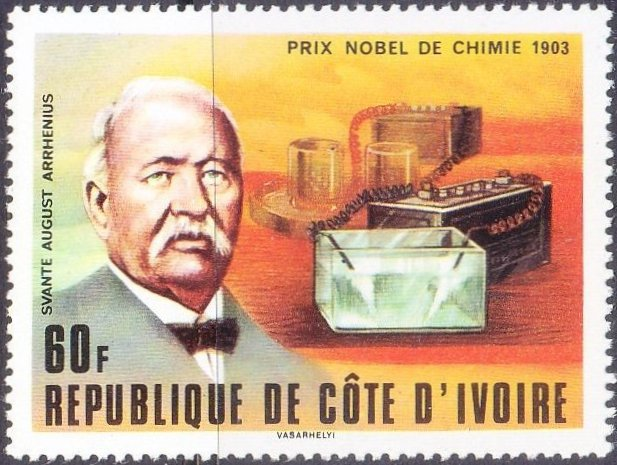 PRIX NOBEL DE CHIMIE 1903
SVANTE AUGUST ARRHENIUS
60F
REPUBLIQUE DE CÔTE D'IVOIRE
VASARHELYI